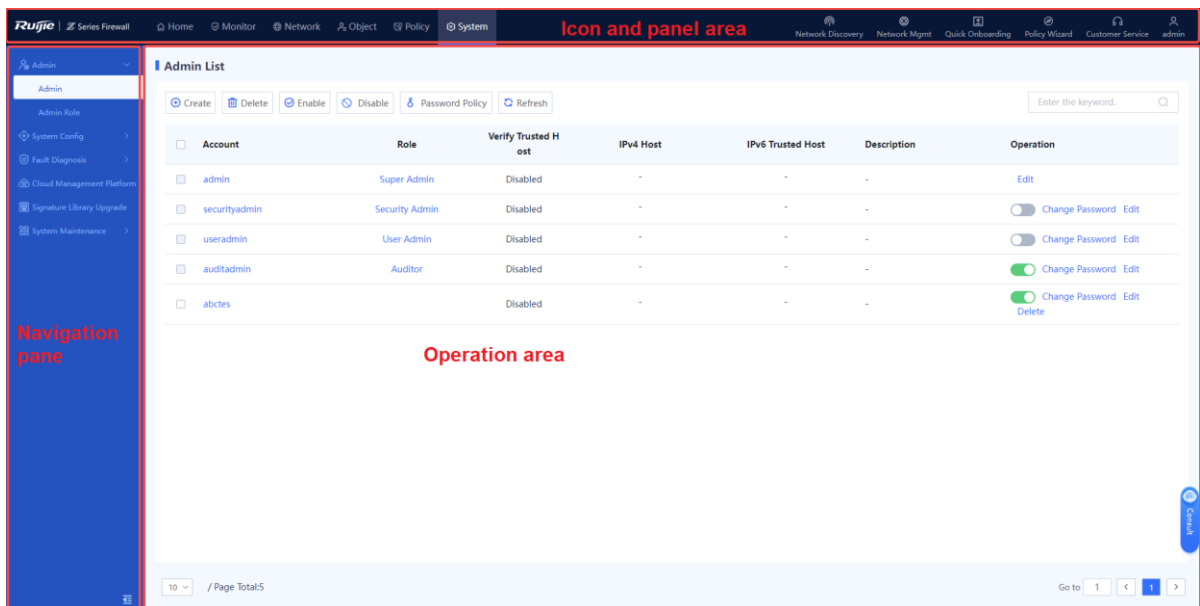 Ruijie | Z Series Firewall Home Monitor Network Object Policy System Icon and panel area Network Discovery Network Mgmt Quick Onboarding Policy Wizard Customer Service admin
Admin
Admin
Admin Role
System Config
Fault Diagnosis
Cloud Management Platform
Signature Library Upgrade
System Maintenance
Navigation
pane
Admin List
Create Delete Enable Disable Password Policy Refresh Enter the keyword.
Account Role Verify Trusted H IPv4 Host IPv6 Trusted Host Description Operation
ost
admin Super Admin Disabled - - - Edit
securityadmin Security Admin Disabled - - - Change Password Edit
useradmin User Admin Disabled - - - Change Password Edit
auditadmin Auditor Disabled - - - Change Password Edit
abctes Disabled - - - Change Password Edit
Delete
Operation area
Consult
10 / Page Total:5 Go to 1 < 1 >